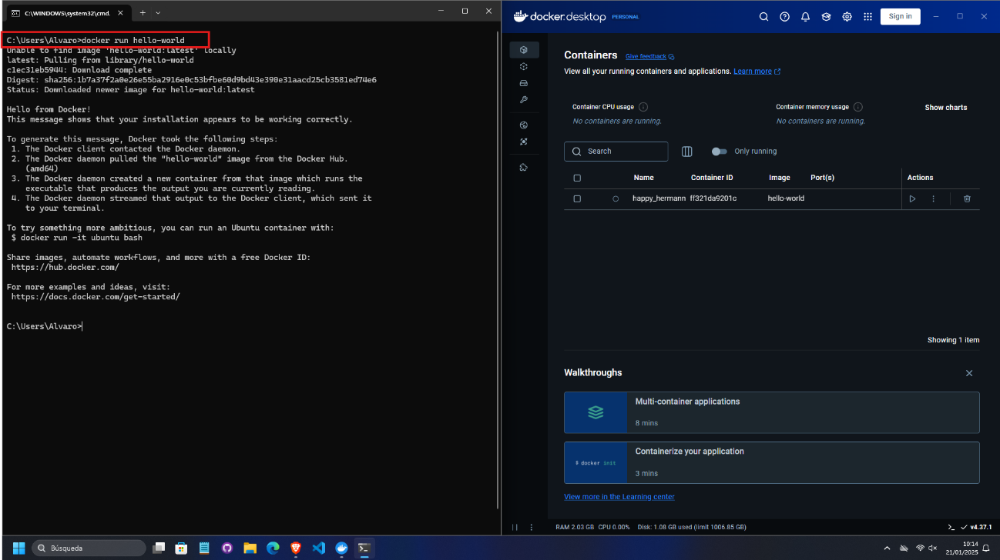 C:\WINDOWS\system32\cmd.
C:\Users\Alvaro>docker run hello-world
Unable to find image 'hello-world:latest' locally
latest: Pulling from library/hello-world
c1ec31eb5944: Download complete
Digest: sha256:1b7a37f2a0e26e55ba2916e0c53bfbe60d9bd43e390e31aacd25cb3581ed74e6
Status: Downloaded newer image for hello-world:latest
Hello from Docker!
This message shows that your installation appears to be working correctly.
To generate this message, Docker took the following steps:
1. The Docker client contacted the Docker daemon.
2. The Docker daemon pulled the "hello-world" image from the Docker Hub.
(amd64)
3. The Docker daemon created a new container from that image which runs the
executable that produces the output you are currently reading.
4. The Docker daemon streamed that output to the Docker client, which sent it
to your terminal.
To try something more ambitious, you can run an Ubuntu container with:
$ docker run -it ubuntu bash
Share images, automate workflows, and more with a free Docker ID:
https://hub.docker.com/
For more examples and ideas, visit:
https://docs.docker.com/get-started/
C:\Users\Alvaro>
docker.desktop PERSONAL
Sign in
Containers Give feedback
View all your running containers and applications. Learn more
Container CPU usage Container memory usage Show charts
No containers are running. No containers are running.
Search Only running
Name Container ID Image Port(s) Actions
happy_hermann ff321da9201c hello-world
Showing 1 item
Walkthroughs
Multi-container applications
8 mins
Containerize your application
$ docker init
3 mins
View more in the Learning center
RAM 2.03 GB CPU 0.00% Disk: 1.08 GB used (limit 1006.85 GB) v4.37.1
Búsqueda
10:14
21/01/2025